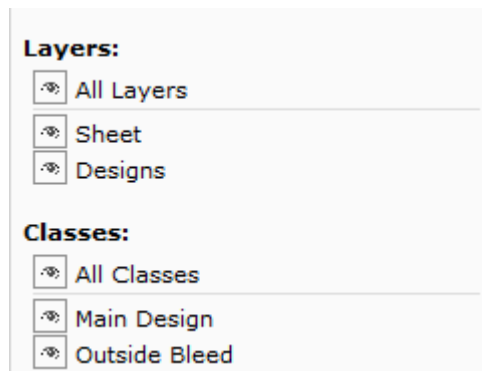 Layers:
All Layers
Sheet
Designs
Classes:
All Classes
Main Design
Outside Bleed